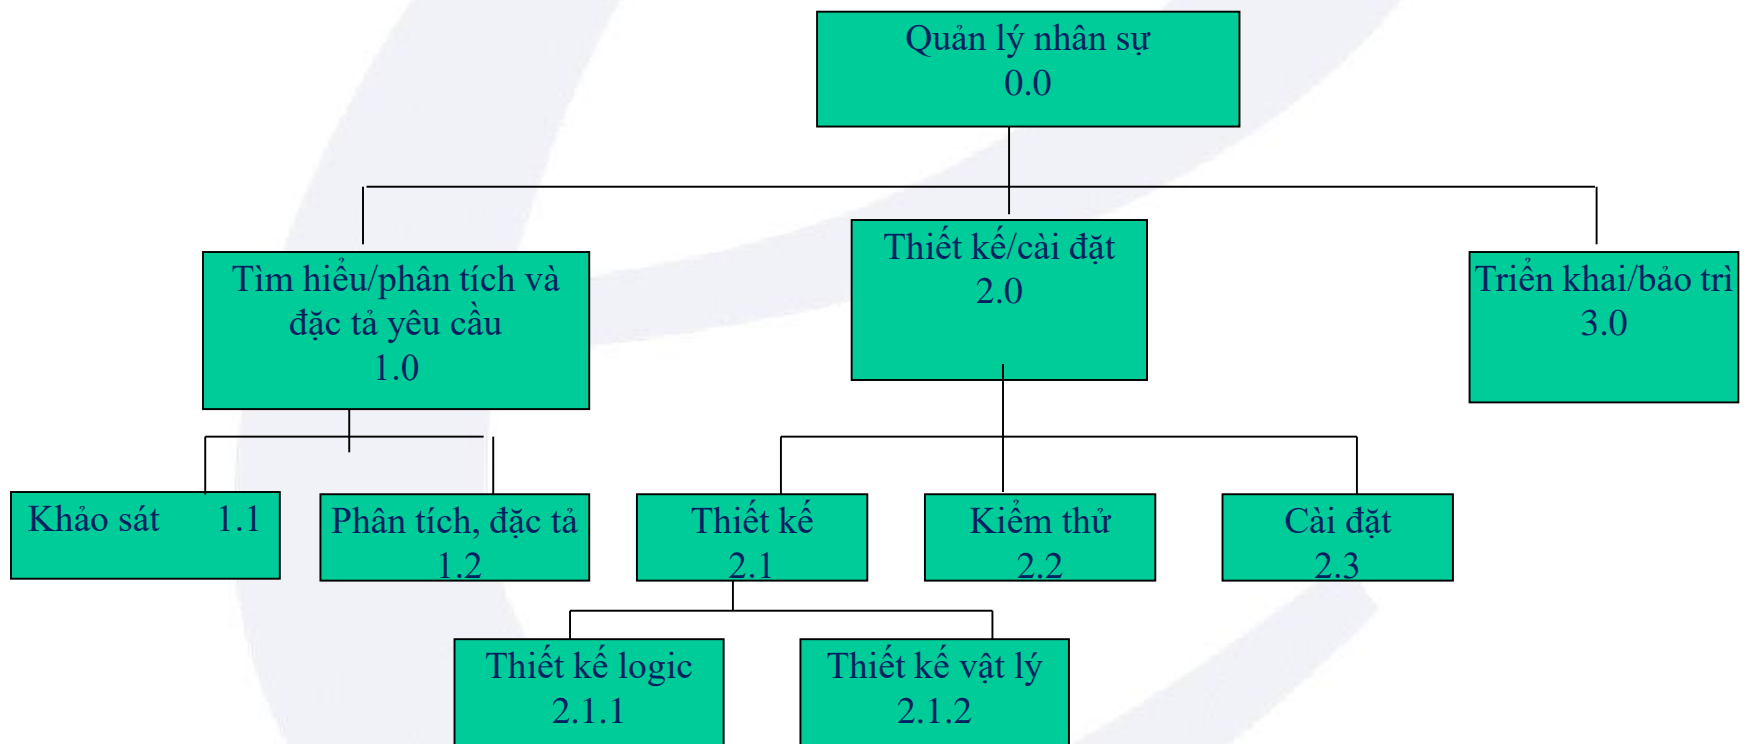 Quản lý nhân sự
0.0
Thiết kế/cài đặt
2.0
Tìm hiểu/phân tích và
đặc tả yêu cầu
1.0
Triển khai/bảo trì
3.0
Khảo sát 1.1
Phân tích, đặc tả
1.2
Thiết kế
2.1
Kiểm thử
2.2
Cài đặt
2.3
Thiết kế logic
2.1.1
Thiết kế vật lý
2.1.2